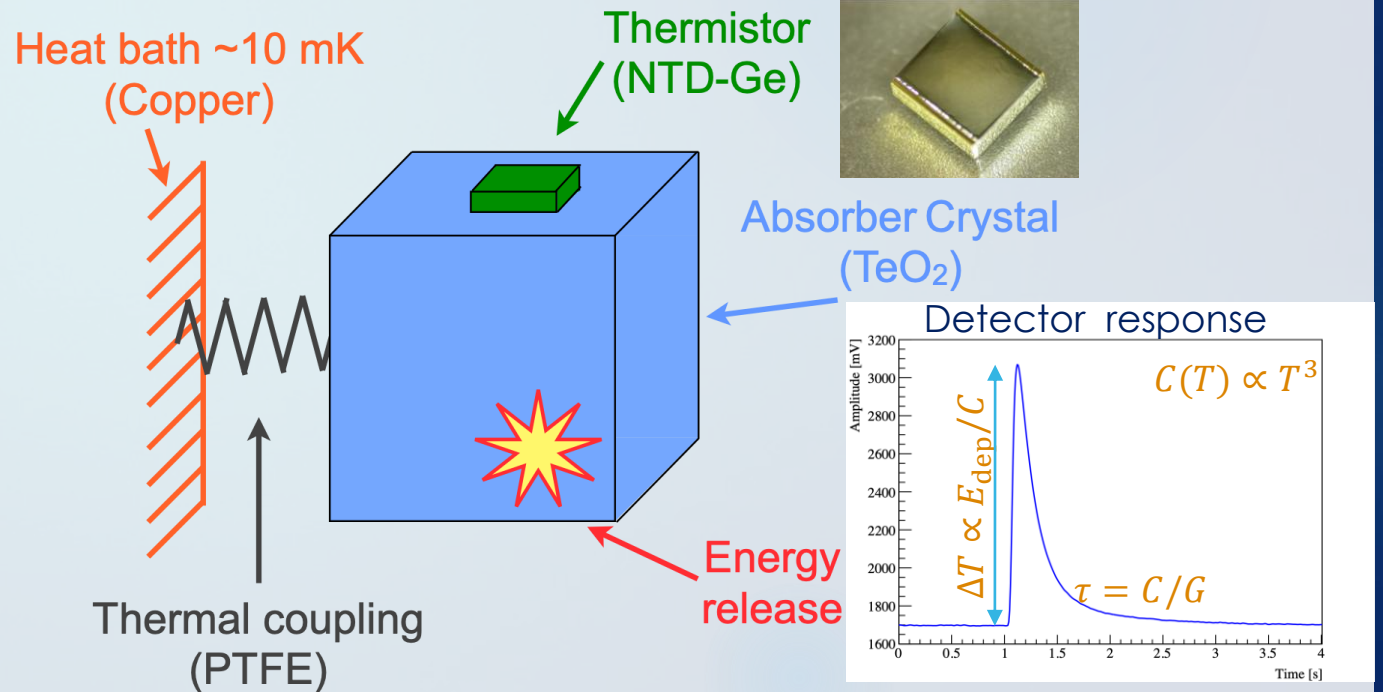 Heat bath ~10 mK
(Copper)
Thermistor
(NTD-Ge)
Absorber Crystal
(TeO₂)
Thermal coupling
(PTFE)
Energy
release
Detector response
Amplitude [mV]
3200
3000
2800
2600
2400
2200
2000
1800
1600
C(T) ∝ T³
ΔT ∝ E_dep/C
τ = C/G
0 0.5 1 1.5 2 2.5 3 3.5 4
Time [s]